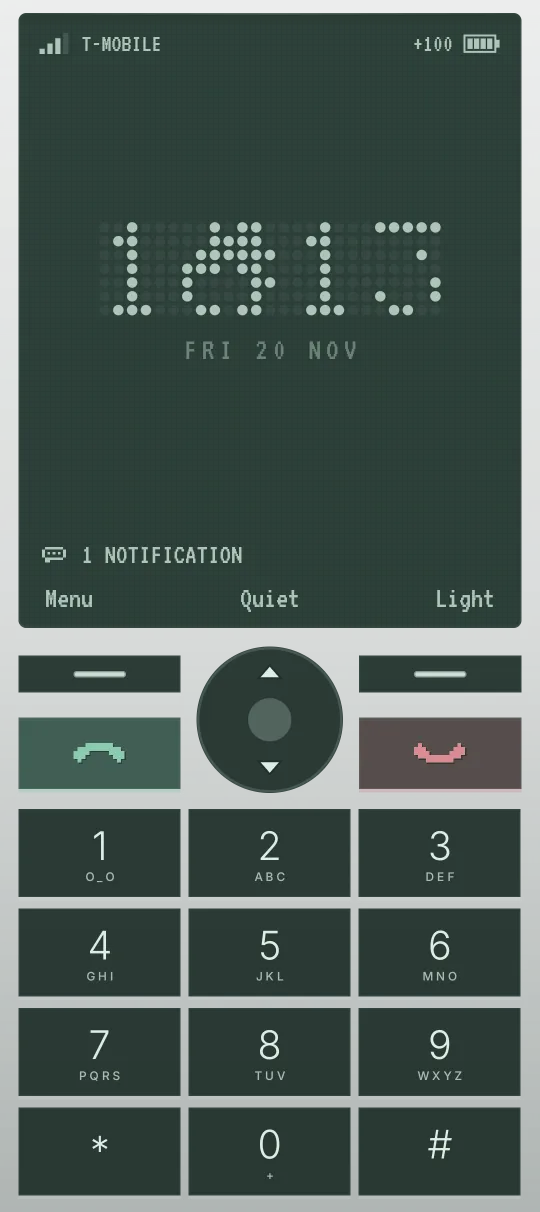 T-MOBILE
+100
FRI 20 NOV
1 NOTIFICATION
Menu Quiet Light
1 2 3
O_O ABC DEF
4 5 6
GHI JKL MNO
7 8 9
PQRS TUV WXYZ
* 0 #
+